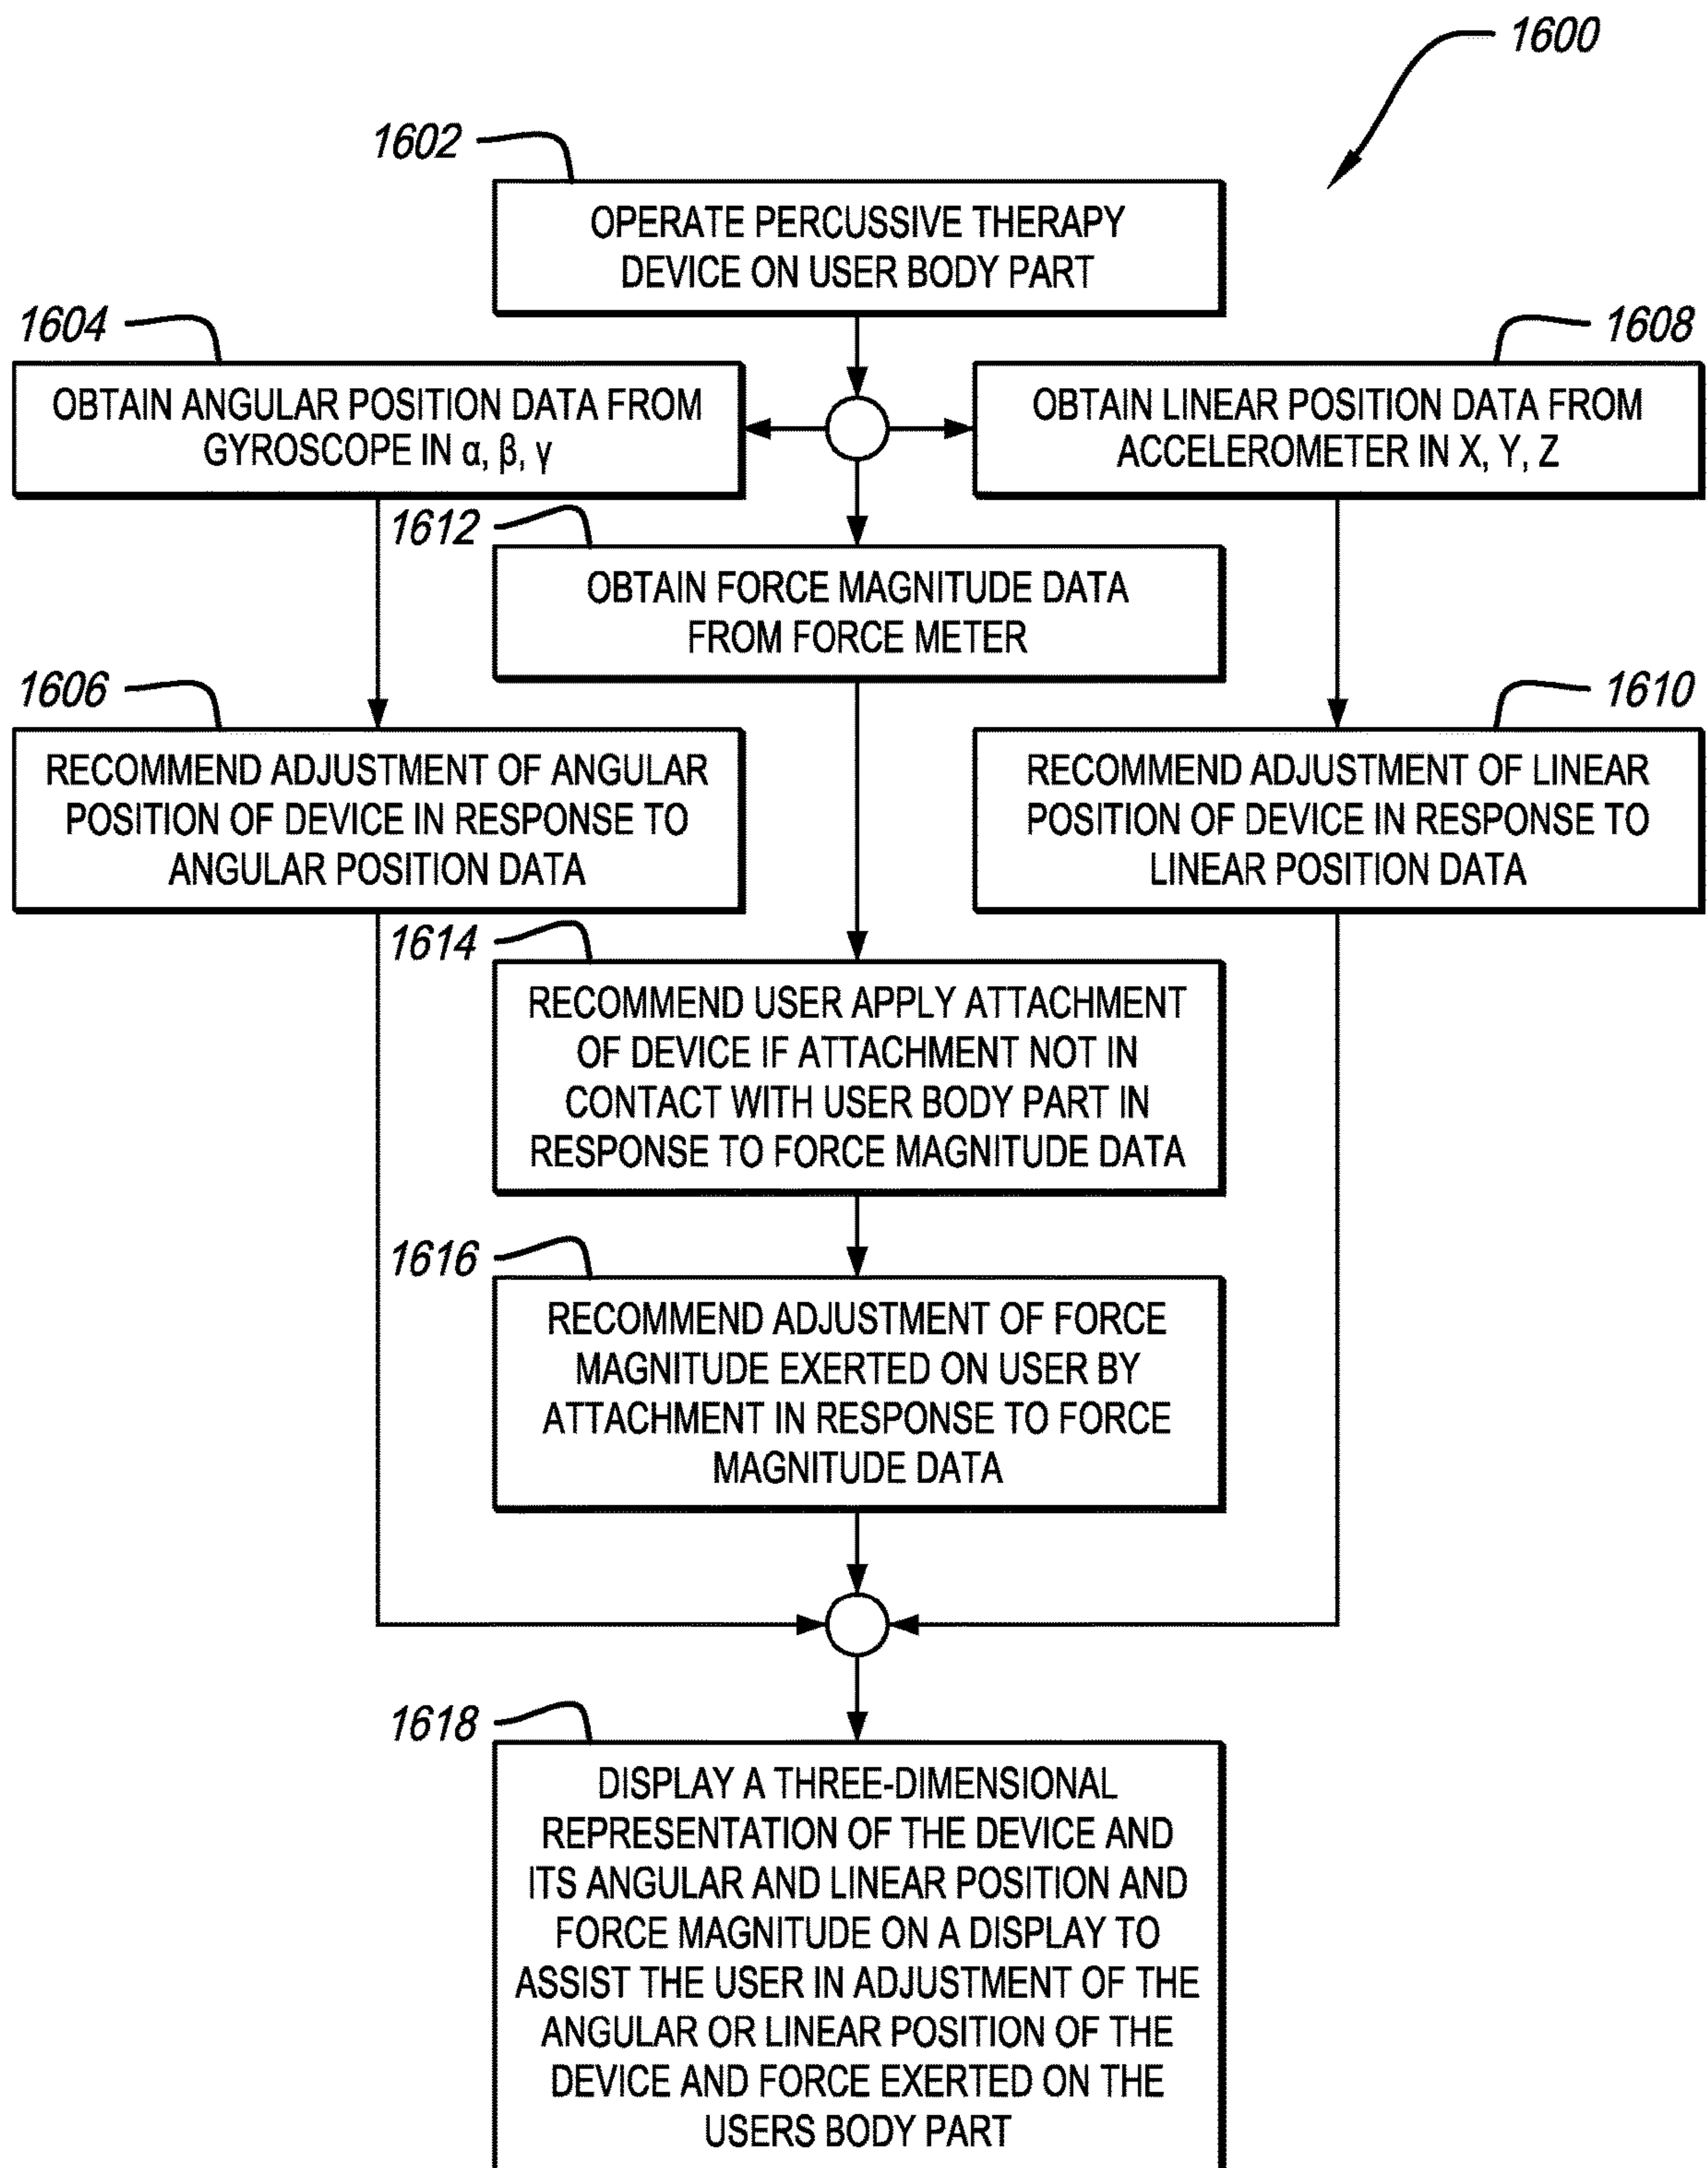 1600
1602
OPERATE PERCUSSIVE THERAPY
DEVICE ON USER BODY PART
1604
OBTAIN ANGULAR POSITION DATA FROM
GYROSCOPE IN α, β, γ
1608
OBTAIN LINEAR POSITION DATA FROM
ACCELEROMETER IN X, Y, Z
1612
OBTAIN FORCE MAGNITUDE DATA
FROM FORCE METER
1606
RECOMMEND ADJUSTMENT OF ANGULAR
POSITION OF DEVICE IN RESPONSE TO
ANGULAR POSITION DATA
1610
RECOMMEND ADJUSTMENT OF LINEAR
POSITION OF DEVICE IN RESPONSE TO
LINEAR POSITION DATA
1614
RECOMMEND USER APPLY ATTACHMENT
OF DEVICE IF ATTACHMENT NOT IN
CONTACT WITH USER BODY PART IN
RESPONSE TO FORCE MAGNITUDE DATA
1616
RECOMMEND ADJUSTMENT OF FORCE
MAGNITUDE EXERTED ON USER BY
ATTACHMENT IN RESPONSE TO FORCE
MAGNITUDE DATA
1618
DISPLAY A THREE-DIMENSIONAL
REPRESENTATION OF THE DEVICE AND
ITS ANGULAR AND LINEAR POSITION AND
FORCE MAGNITUDE ON A DISPLAY TO
ASSIST THE USER IN ADJUSTMENT OF THE
ANGULAR OR LINEAR POSITION OF THE
DEVICE AND FORCE EXERTED ON THE
USERS BODY PART